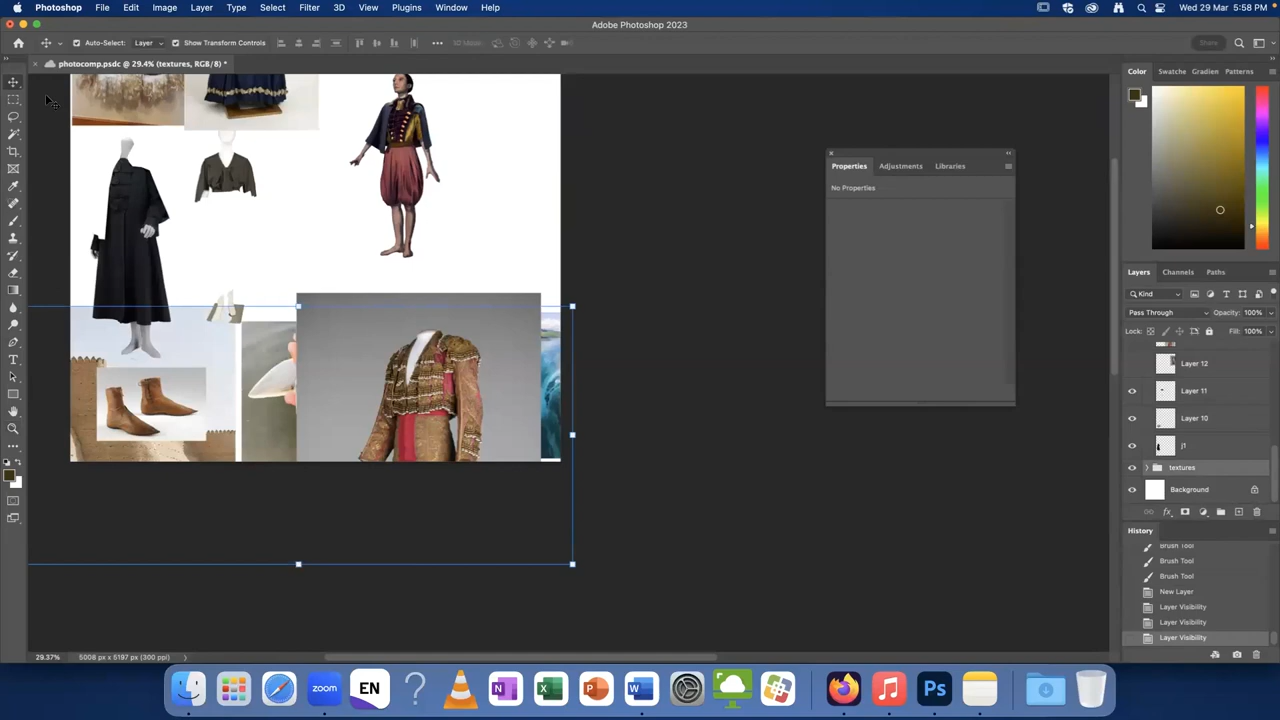 Photoshop File Edit Image Layer Type Select Filter 3D View Plugins Window Help Wed 29 Mar 5:58 PM
Adobe Photoshop 2023
Auto-Select: Layer Show Transform Controls Share
photocomp.psdc @ 29.4% (textures, RGB/8) *
Color Swatche Gradien Patterns
Properties Adjustments Libraries
No Properties
Layers Channels Paths
Kind
Pass Through Opacity: 100%
Lock: Fill: 100%
Layer 12
Layer 11
Layer 10
j1
textures
Background
History
Brush Tool
Brush Tool
Brush Tool
New Layer
Layer Visibility
Layer Visibility
Layer Visibility
29.37% 5008 px x 5197 px (300 ppi)
zoom EN N X P W Ps